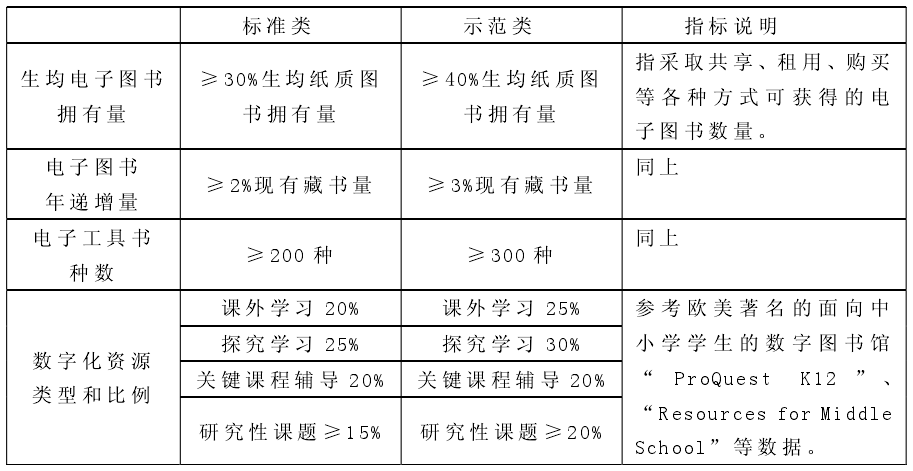 标准类 示范类 指标说明
生均电子图书
拥有量
≥30%生均纸质图
书拥有量
≥40%生均纸质图
书拥有量
指采取共享、租用、购买
等各种方式可获得的电
子图书数量。
电子图书
年递增量
≥2%现有藏书量
≥3%现有藏书量
同上
电子工具书
种数
≥200 种
≥300 种
同上
数字化资源
类型和比例
课外学习 20%
课外学习 25%
探究学习 25%
探究学习 30%
关键课程辅导 20%
关键课程辅导 20%
研究性课题≥15%
研究性课题≥20%
参考欧美著名的面向中
小学学生的数字图书馆
“ ProQuest K12 ”、
“Resources for Middle
School”等数据。